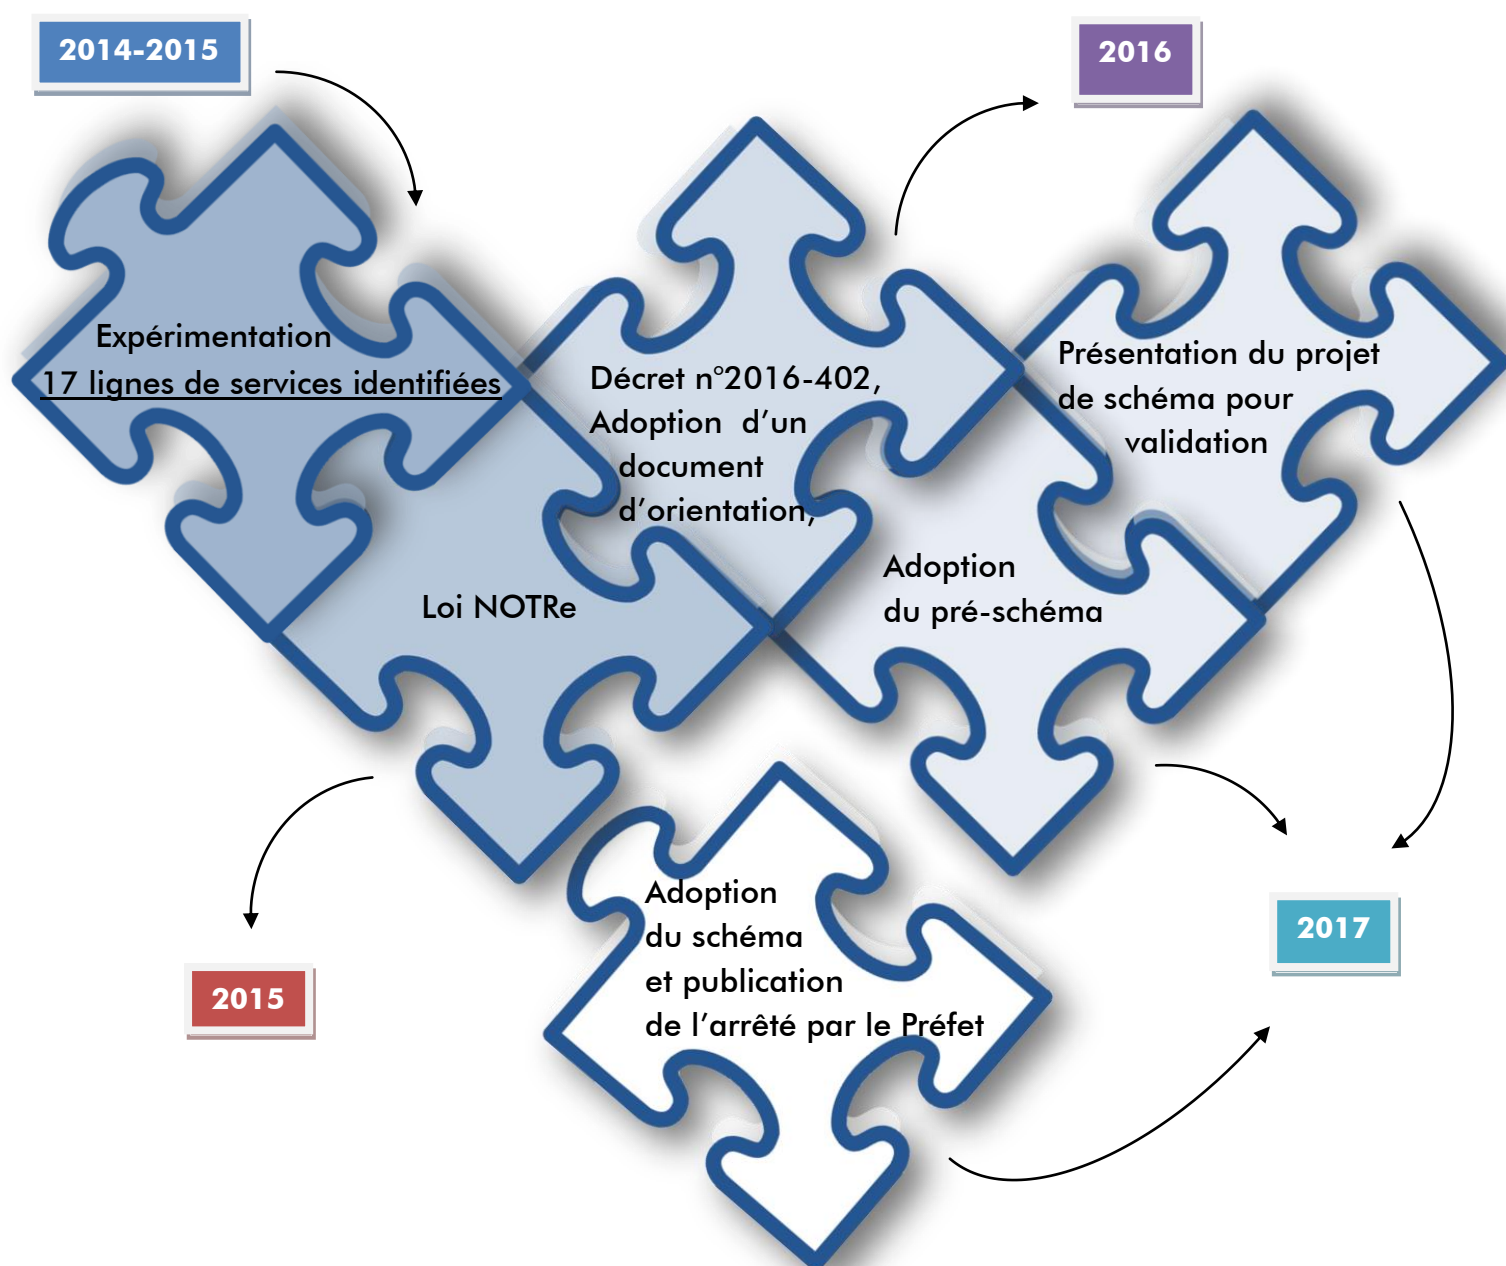 2014-2015
2016
Expérimentation
17 lignes de services identifiées
Décret n°2016-402,
Adoption d’un
document
d’orientation,
Présentation du projet
de schéma pour
validation
Loi NOTRe
Adoption
du pré-schéma
Adoption
du schéma
et publication
de l’arrêté par le Préfet
2015
2017